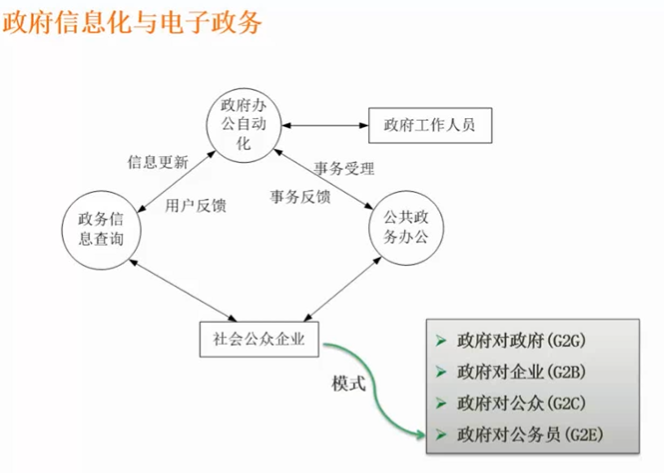 政府信息化与电子政务
政府办
公自动
化
政府工作人员
信息更新
事务受理
用户反馈
事务反馈
政务信
息查询
公共政
务办公
社会公众企业
模式
政府对政府(G2G)
政府对企业(G2B)
政府对公众(G2C)
政府对公务员(G2E)